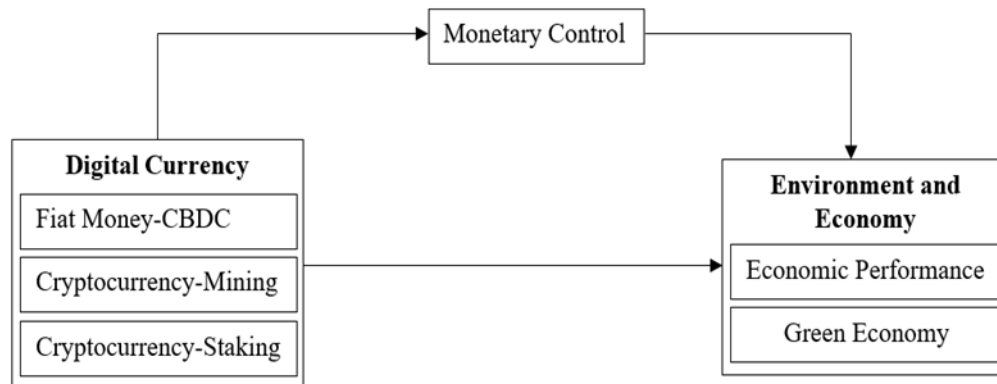 Monetary Control
Digital Currency
Fiat Money-CBDC
Cryptocurrency-Mining
Cryptocurrency-Staking
Environment and
Economy
Economic Performance
Green Economy